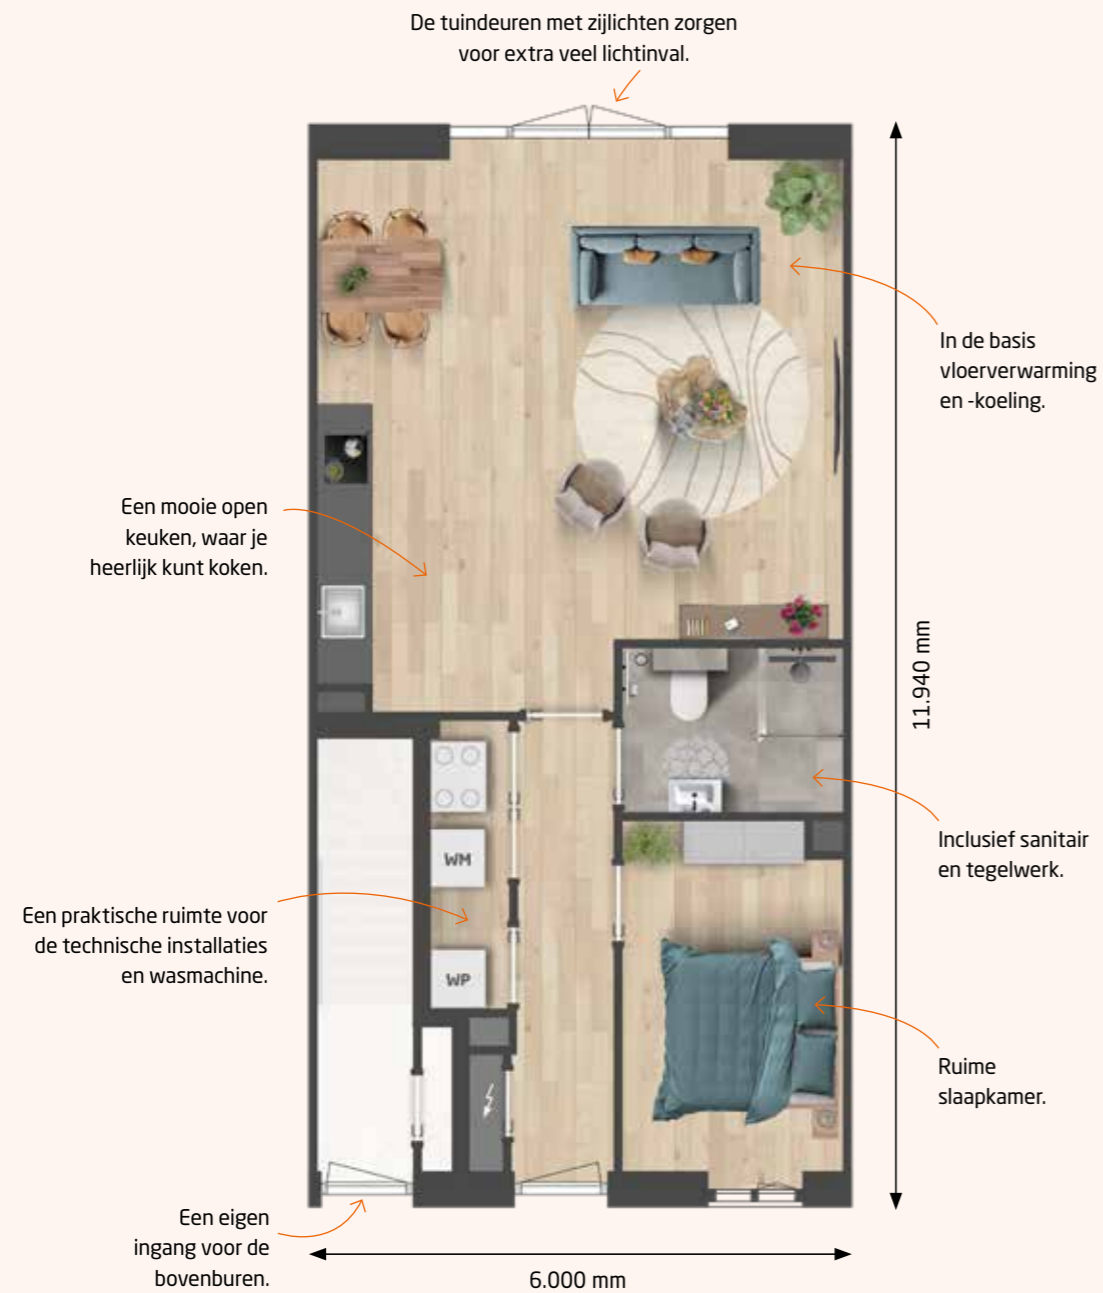 De tuindeuren met zijlichten zorgen
voor extra veel lichtinval.
In de basis
vloerverwarming
en -koeling.
Een mooie open
keuken, waar je
heerlijk kunt koken.
11.940 mm
Inclusief sanitair
en tegelwerk.
WM
Een praktische ruimte voor
de technische installaties
en wasmachine.
WP
Ruime
slaapkamer.
Een eigen
ingang voor de
bovenburen.
6.000 mm